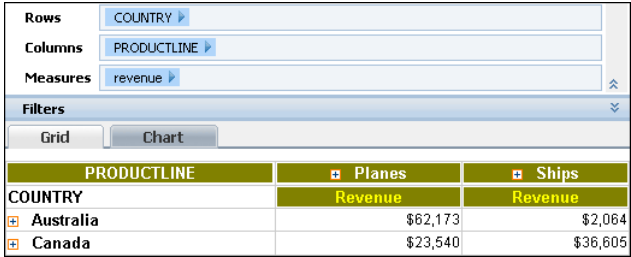 Rows COUNTRY
Columns PRODUCTLINE
Measures revenue
Filters
Grid Chart
PRODUCTLINE Planes Ships
COUNTRY Revenue Revenue
Australia $62,173 $2,064
Canada $23,540 $36,605